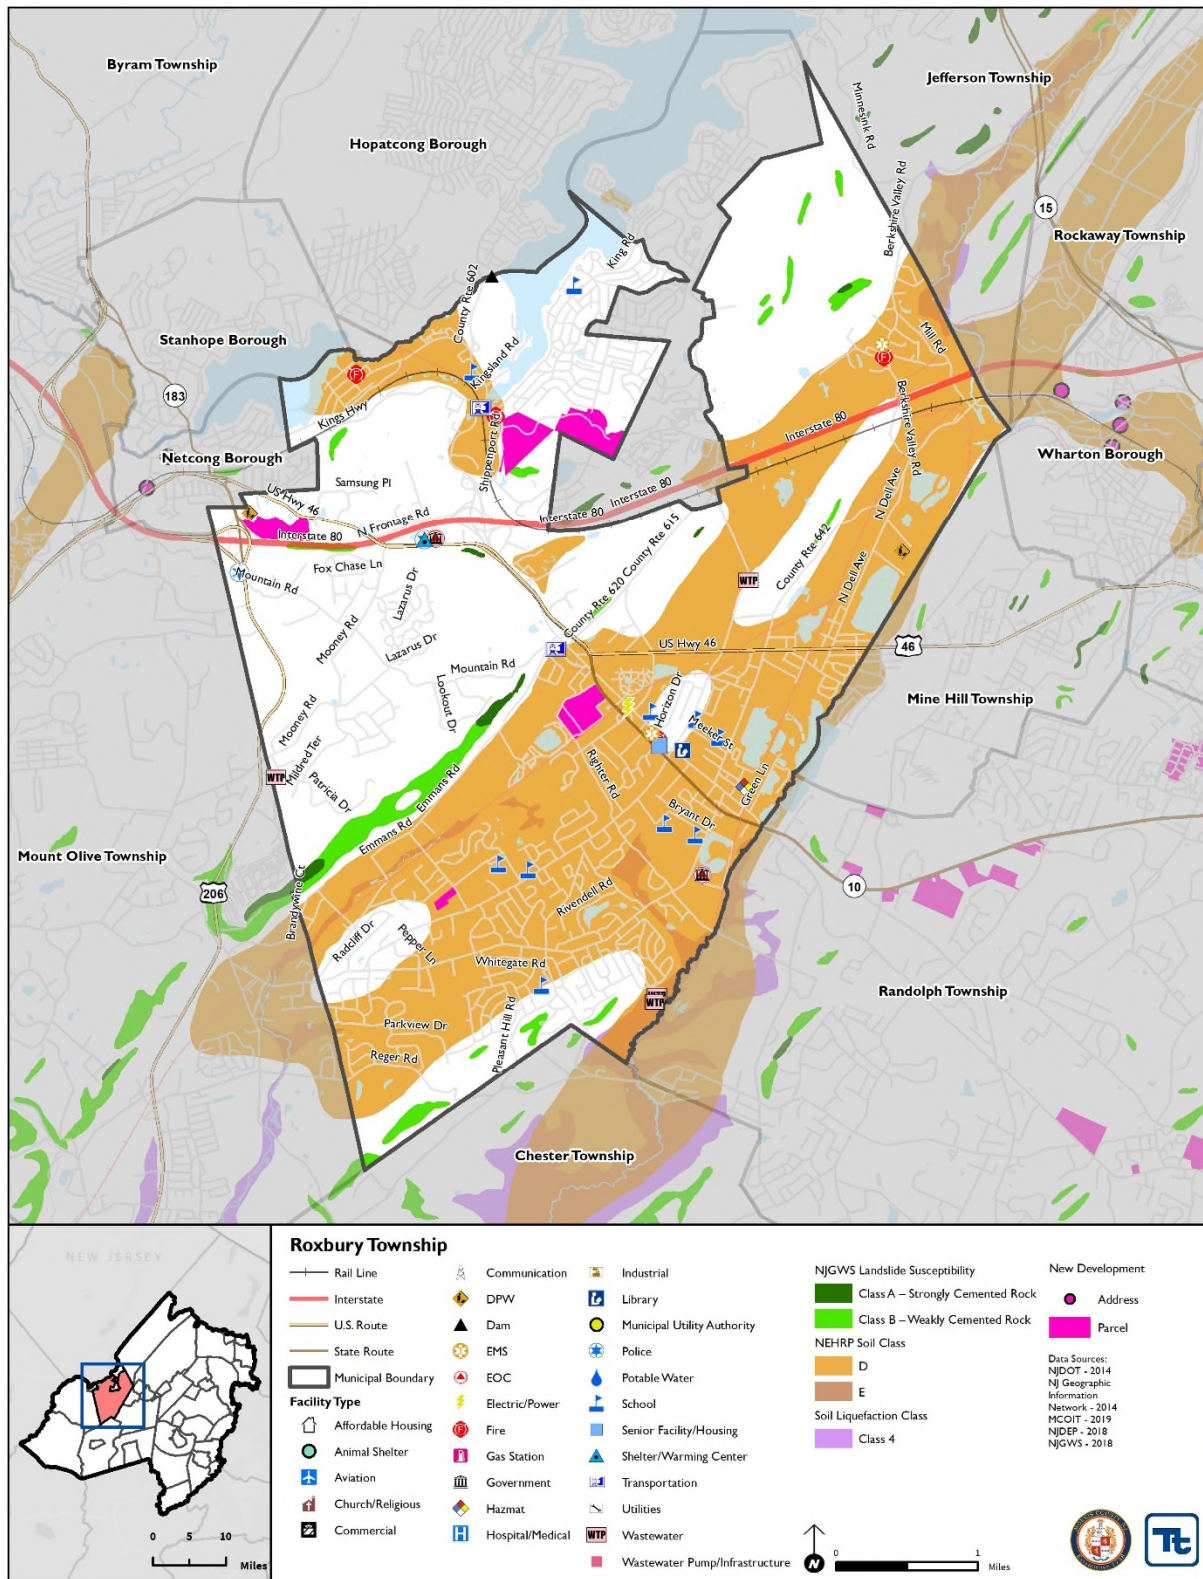 Byram Township
Jefferson Township
Minnesink Rd
Hopatcong Borough
Berkshire Valley Rd
15
Rockaway Township
King Rd
County Rte 602
Stanhope Borough
Mill Rd
Kingsland Rd
183
Kings Hwy
Berkshire Valley Rd
Interstate 80
Shippenport Rd
Netcong Borough
Wharton Borough
Samsung Pl
US Hwy 46
N Frontage Rd
Interstate 80
Interstate 80
Interstate 80
N Dell Ave
County Rte 615
County Rte 642
Fox Chase Ln
Mountain Rd
Lazarus Dr
N Dell Ave
WTP
County Rte 620
Mooney Rd
Lazarus Dr
US Hwy 46
46
Mountain Rd
Lookout Dr
Horizon Dr
Mine Hill Township
Mooney Rd
Meeker St
Mildred Ter
WTP
Righter Rd
Green Ln
Patricia Dr
Emmans Rd
Bryant Dr
Emmans Rd
Mount Olive Township
206
10
Brandywine Ct
Rivendell Rd
Radcliff Dr
Pepper Ln
Whitegate Rd
Randolph Township
WTP
Parkview Dr
Pleasant Hill Rd
Reger Rd
Chester Township
NEW JERSEY
0 5 10
Miles
Roxbury Township
Rail Line
Interstate
U.S. Route
State Route
Municipal Boundary
Facility Type
Affordable Housing
Animal Shelter
Aviation
Church/Religious
Commercial
Communication
DPW
Dam
EMS
EOC
Electric/Power
Fire
Gas Station
Government
Hazmat
Hospital/Medical
Industrial
Library
Municipal Utility Authority
Police
Potable Water
School
Senior Facility/Housing
Shelter/Warming Center
Transportation
Utilities
WTP Wastewater
Wastewater Pump/Infrastructure
NJGWS Landslide Susceptibility
Class A – Strongly Cemented Rock
Class B – Weakly Cemented Rock
NEHRP Soil Class
D
E
Soil Liquefaction Class
Class 4
New Development
Address
Parcel
Data Sources:
NJDOT - 2014
NJ Geographic
Information
Network - 2014
MCOIT - 2019
NJDEP - 2018
NJGWS - 2018
N
0 1
Miles
Tt